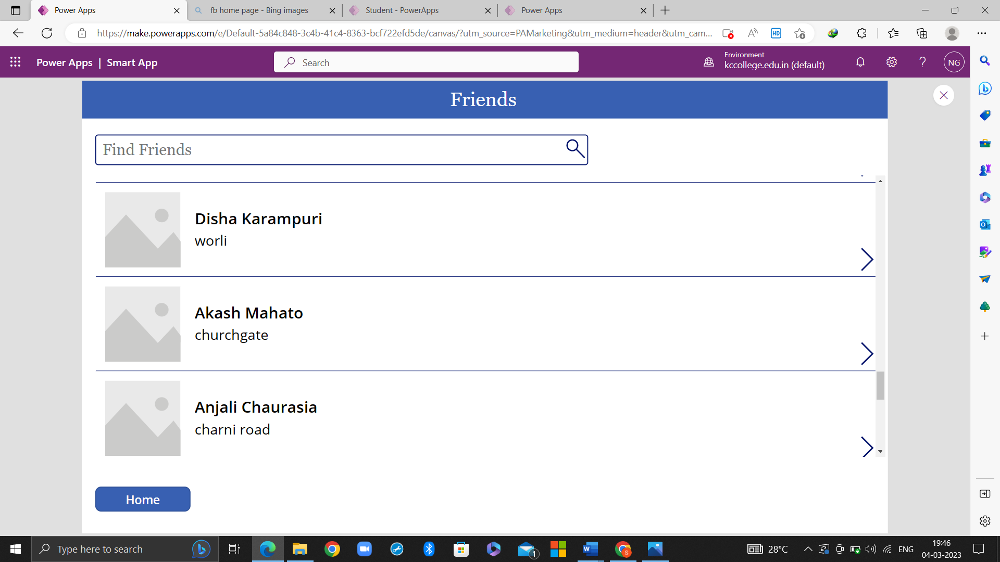 Power Apps
fb home page - Bing images
Student - PowerApps
Power Apps
https://make.powerapps.com/e/Default-5a84c848-3c4b-41c4-8363-bcf722efd5de/canvas/?utm_source=PAMarketing&utm_medium=header&utm_cam...
HD
Power Apps | Smart App
Search
Environment
kccollege.edu.in (default)
NG
Friends
Find Friends
Disha Karampuri
worli
Akash Mahato
churchgate
Anjali Chaurasia
charni road
Home
Type here to search
1
28°C
ENG
19:46
04-03-2023